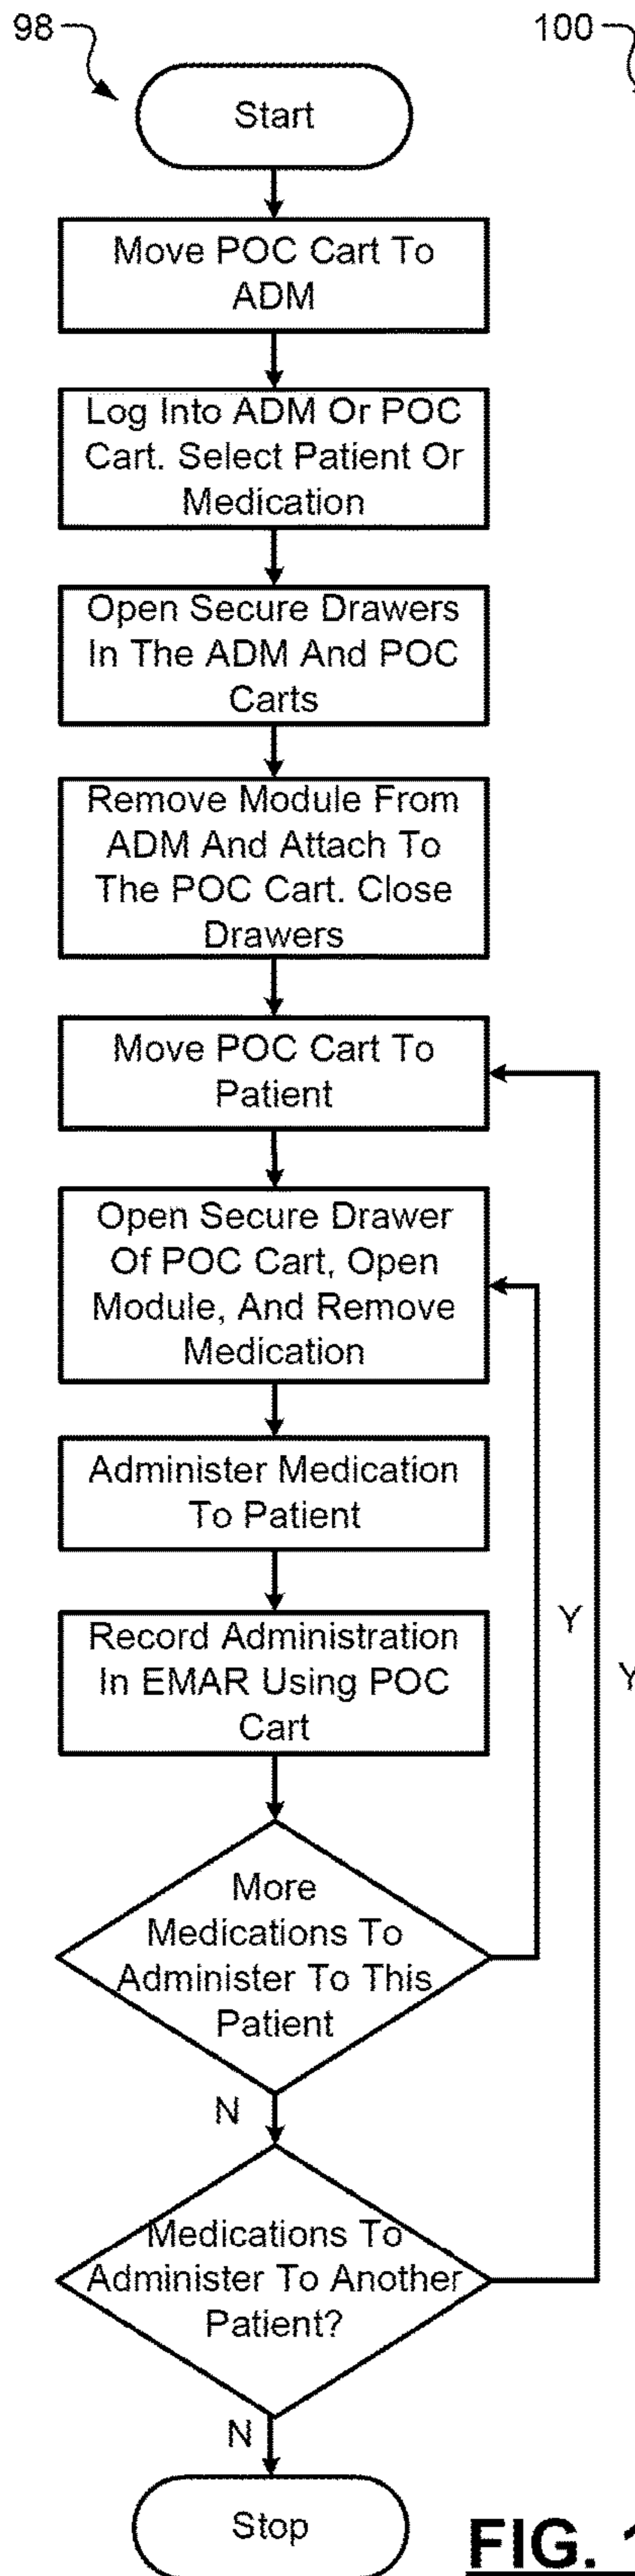 98
100
Start
Move POC Cart To
ADM
Log Into ADM Or POC
Cart. Select Patient Or
Medication
Open Secure Drawers
In The ADM And POC
Carts
Remove Module From
ADM And Attach To
The POC Cart. Close
Drawers
Move POC Cart To
Patient
Open Secure Drawer
Of POC Cart, Open
Module, And Remove
Medication
Administer Medication
To Patient
Record Administration
In EMAR Using POC
Cart
Y
Y
More
Medications To
Administer To This
Patient
N
Medications To
Administer To Another
Patient?
N
Stop
FIG. 1